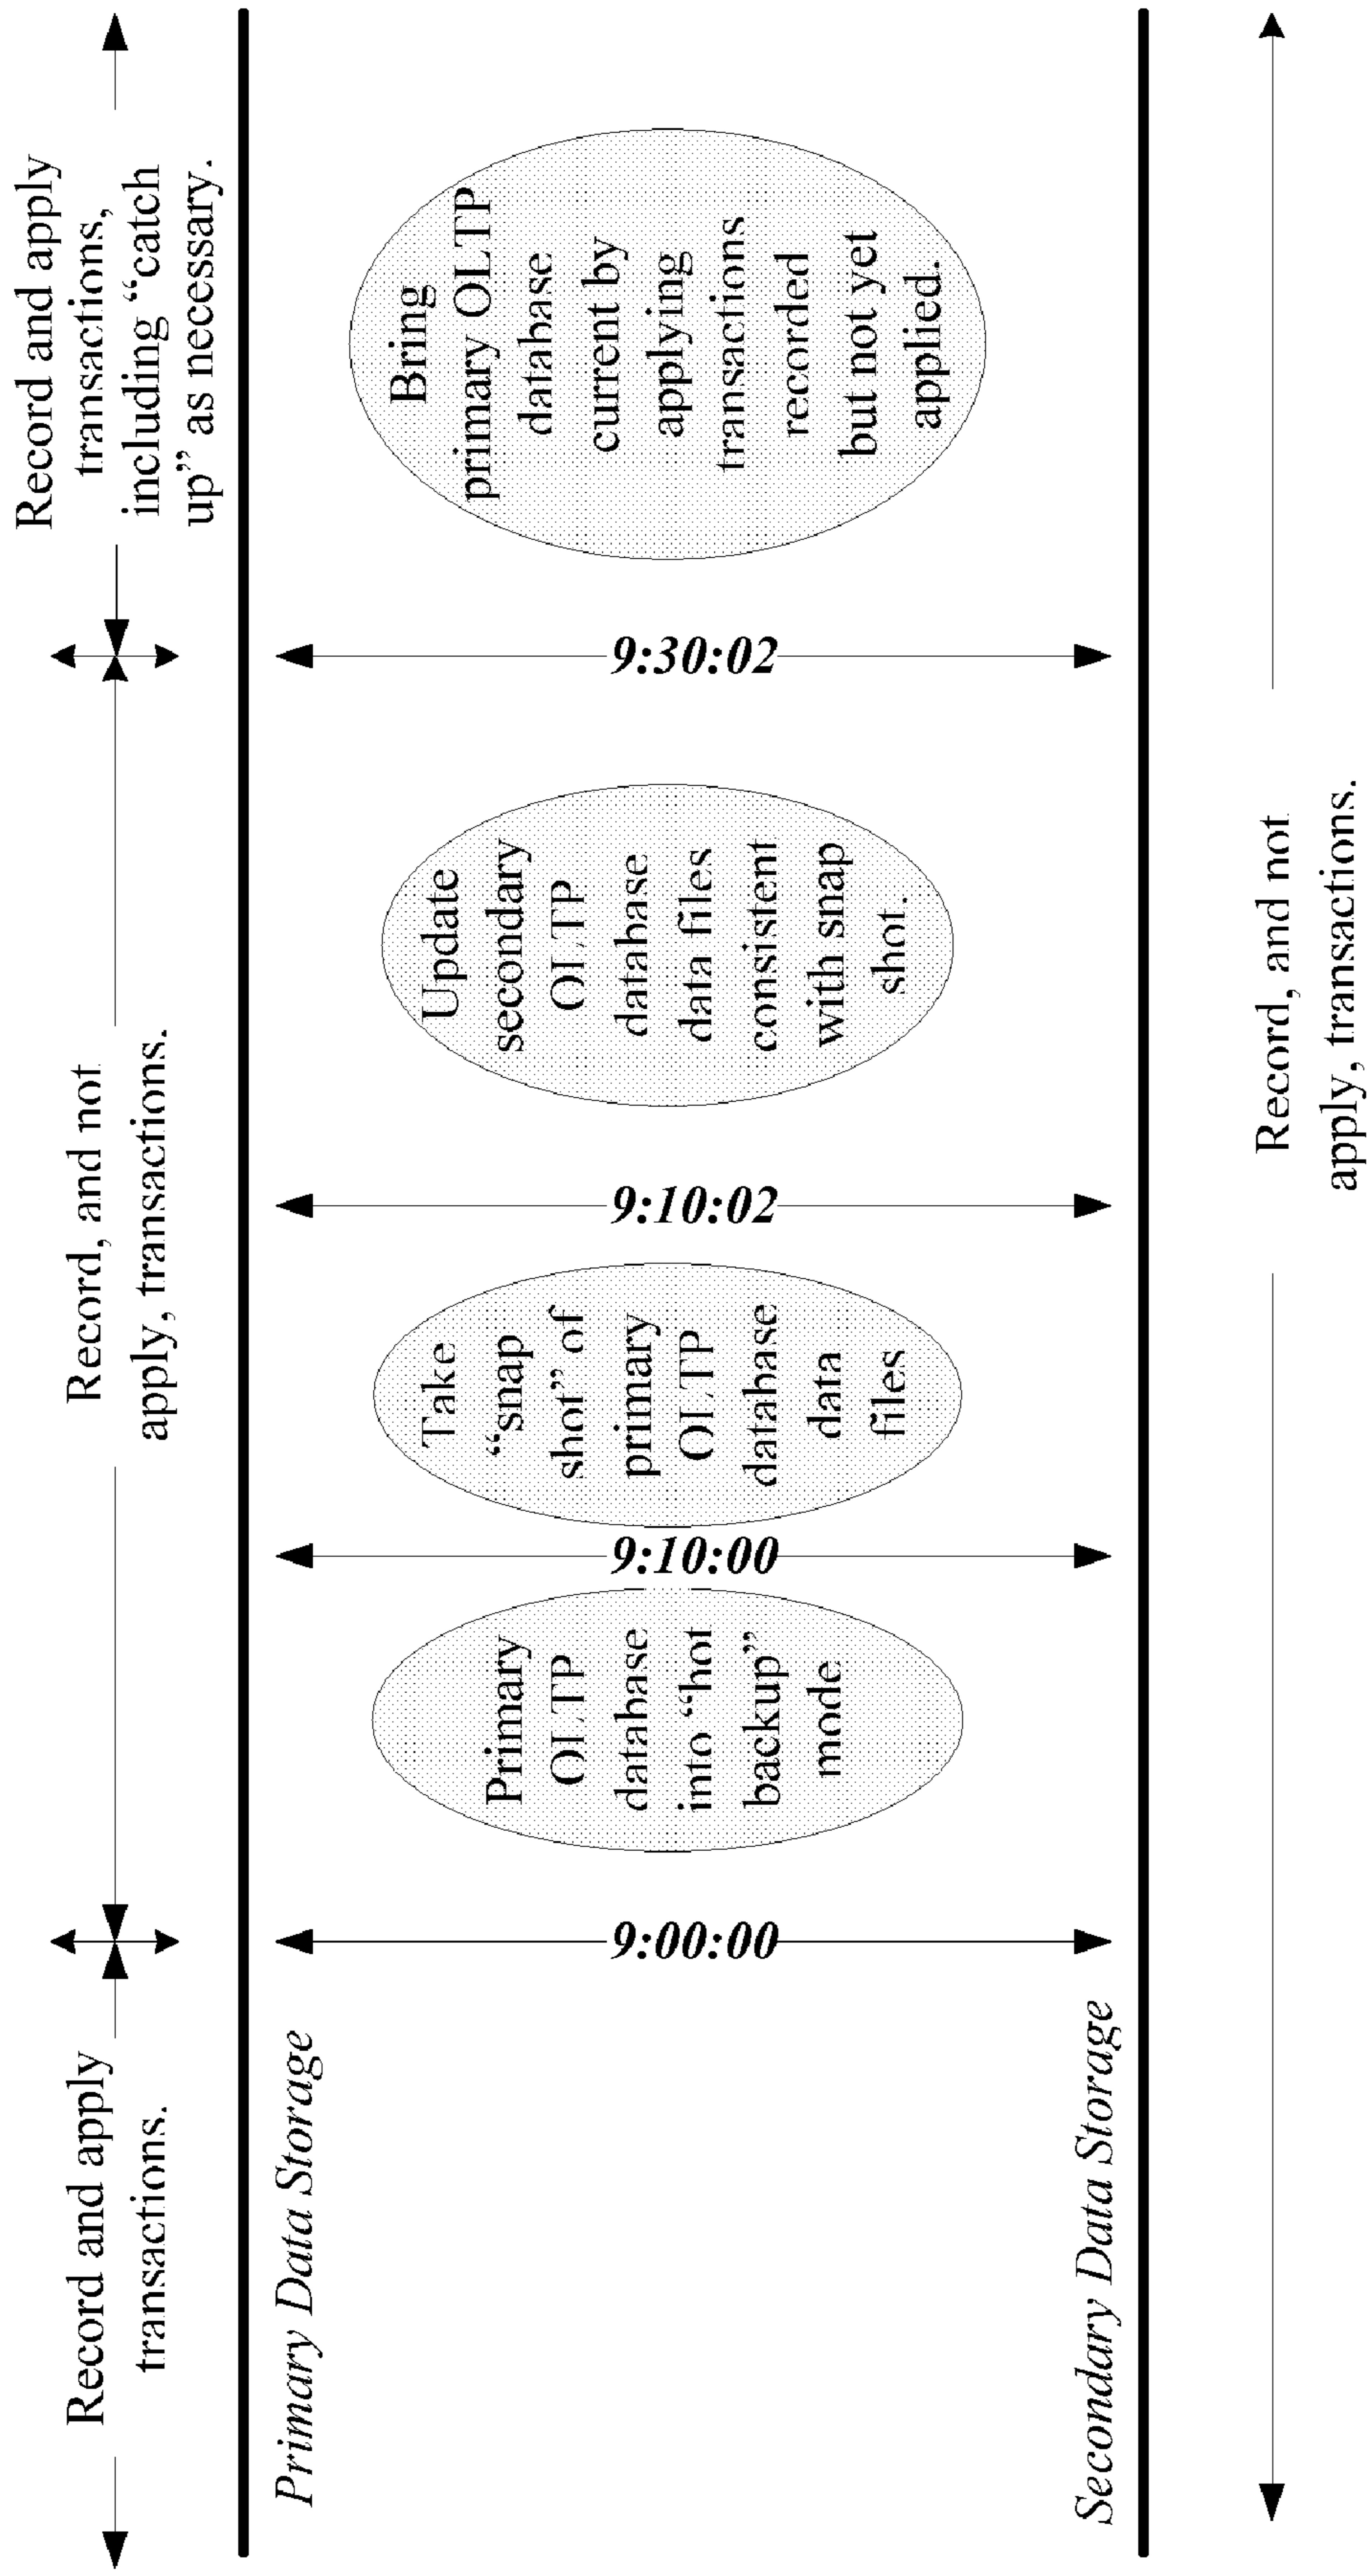 Record and apply
transactions.
Record, and not
apply, transactions.
Record and apply
transactions,
including “catch
up” as necessary.
Primary Data Storage
9:00:00
Primary
OLTP
database
into “hot
backup”
mode
9:10:00
Take
“snap
shot” of
primary
OLTP
database
data
files
9:10:02
Update
secondary
OLTP
database
data files
consistent
with snap
shot.
9:30:02
Bring
primary OLTP
database
current by
applying
transactions
recorded
but not yet
applied.
Secondary Data Storage
Record, and not
apply, transactions.